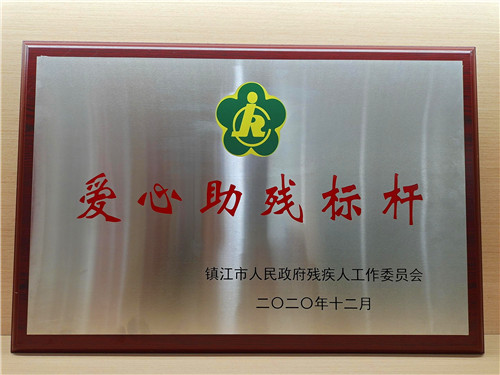 爱心助残标杆
镇江市人民政府残疾人工作委员会
二〇二〇年十二月